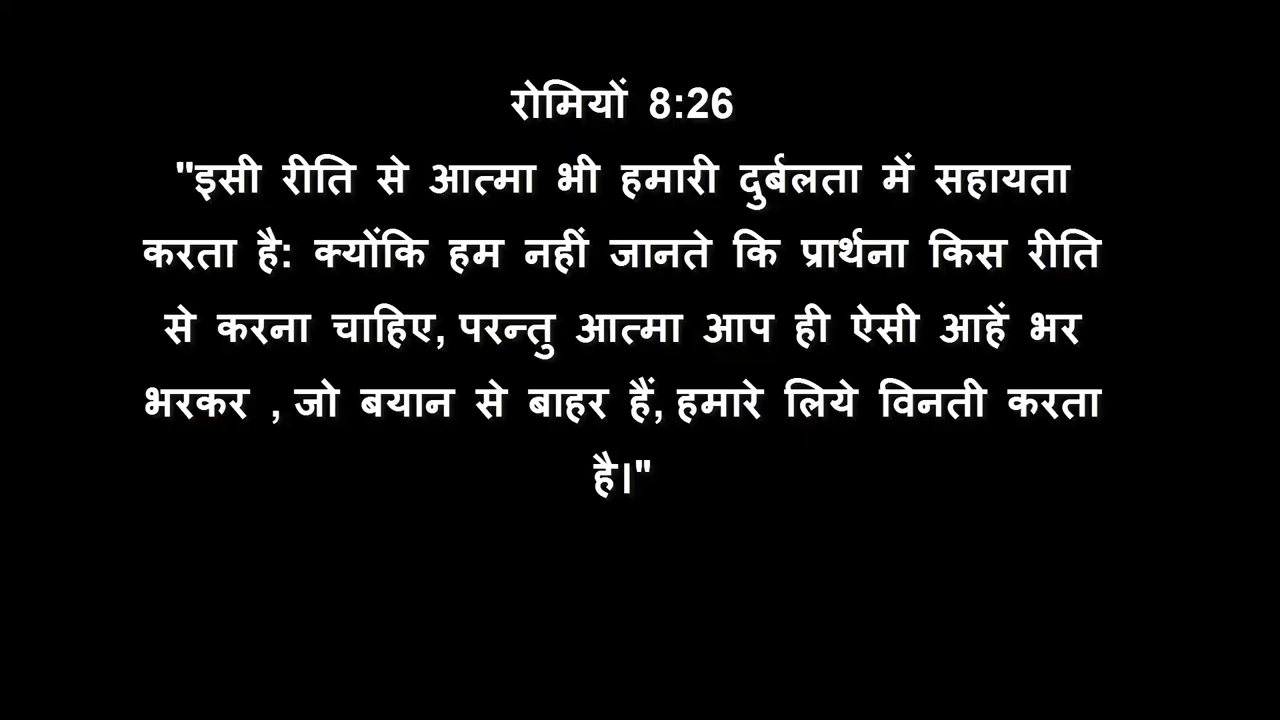 रोमियों 8:26
"इसी रीति से आत्मा भी हमारी दुर्बलता में सहायता
करता है: क्योंकि हम नहीं जानते कि प्रार्थना किस रीति
से करना चाहिए, परन्तु आत्मा आप ही ऐसी आहें भर
भरकर , जो बयान से बाहर हैं, हमारे लिये विनती करता
है।"